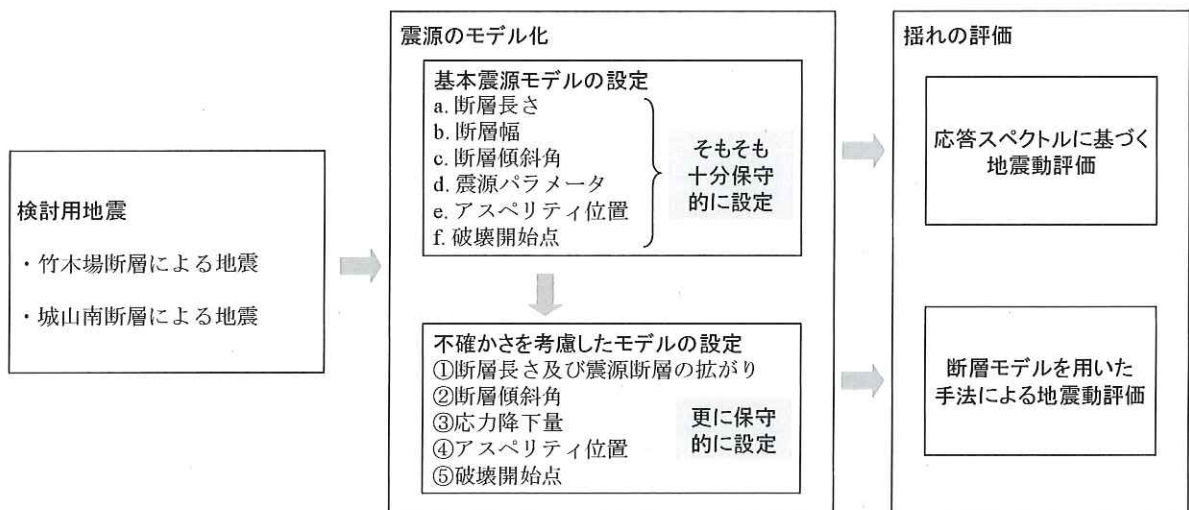 検討用地震
・竹木場断層による地震
・城山南断層による地震
震源のモデル化
基本震源モデルの設定
a. 断層長さ
b. 断層幅
c. 断層傾斜角
d. 震源パラメータ
e. アスペリティ位置
f. 破壊開始点
そもそも
十分保守
的に設定
不確かさを考慮したモデルの設定
①断層長さ及び震源断層の拡がり
②断層傾斜角
③応力降下量
④アスペリティ位置
⑤破壊開始点
更に保守
的に設定
揺れの評価
応答スペクトルに基づく
地震動評価
断層モデルを用いた
手法による地震動評価